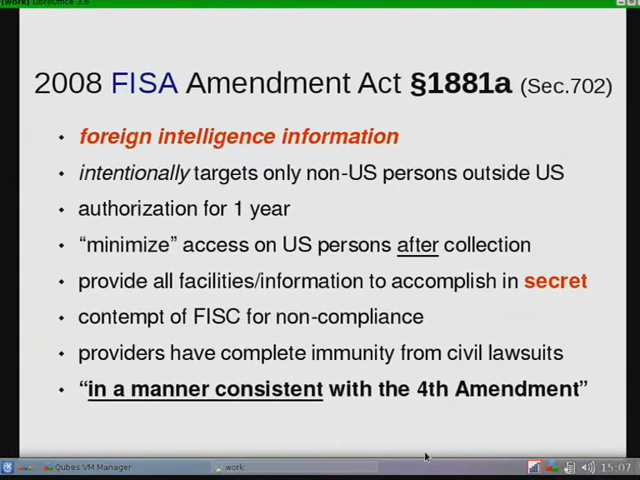 [work] LibreOffice 3.6
2008 FISA Amendment Act §1881a (Sec.702)
foreign intelligence information
intentionally targets only non-US persons outside US
authorization for 1 year
“minimize” access on US persons after collection
provide all facilities/information to accomplish in secret
contempt of FISC for non-compliance
providers have complete immunity from civil lawsuits
“in a manner consistent with the 4th Amendment”
Qubes VM Manager work 15:07